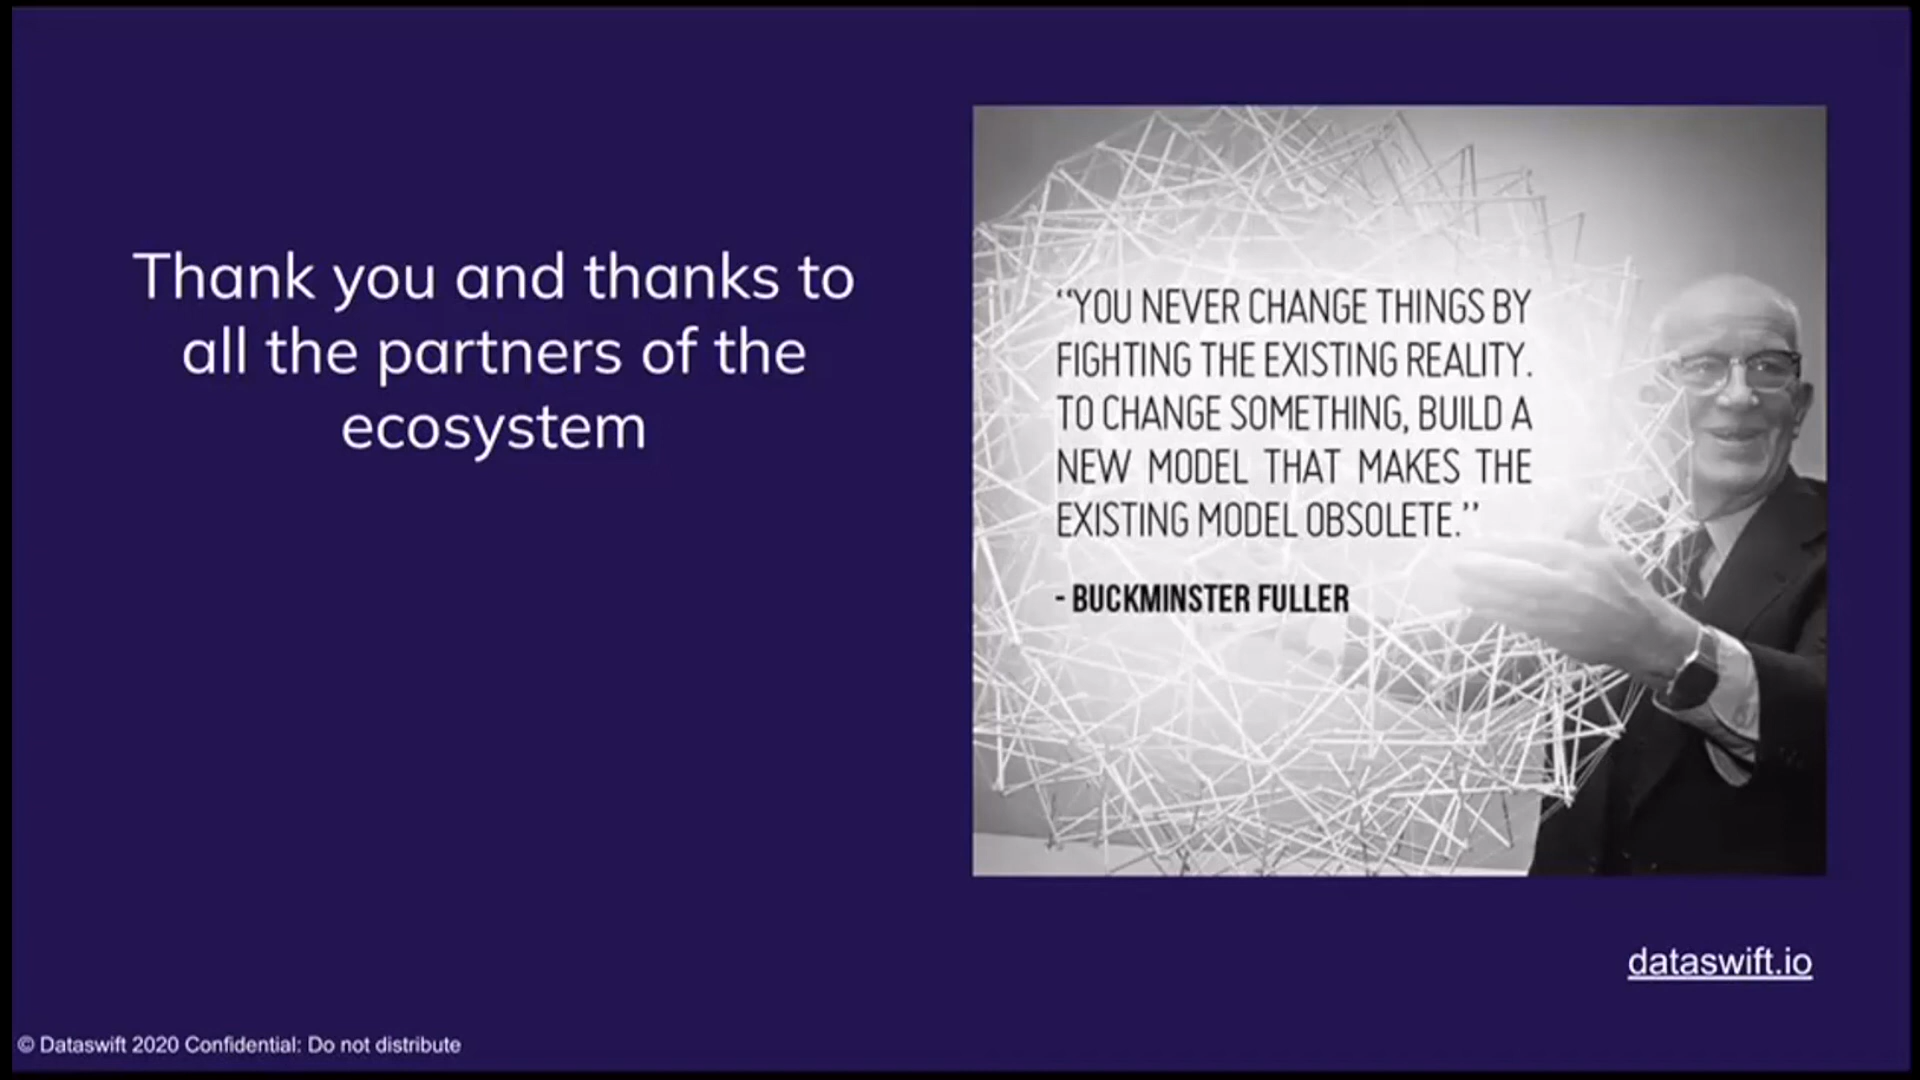 Thank you and thanks to
all the partners of the
ecosystem
“YOU NEVER CHANGE THINGS BY
FIGHTING THE EXISTING REALITY.
TO CHANGE SOMETHING, BUILD A
NEW MODEL THAT MAKES THE
EXISTING MODEL OBSOLETE.”
- BUCKMINSTER FULLER
dataswift.io
© Dataswift 2020 Confidential: Do not distribute